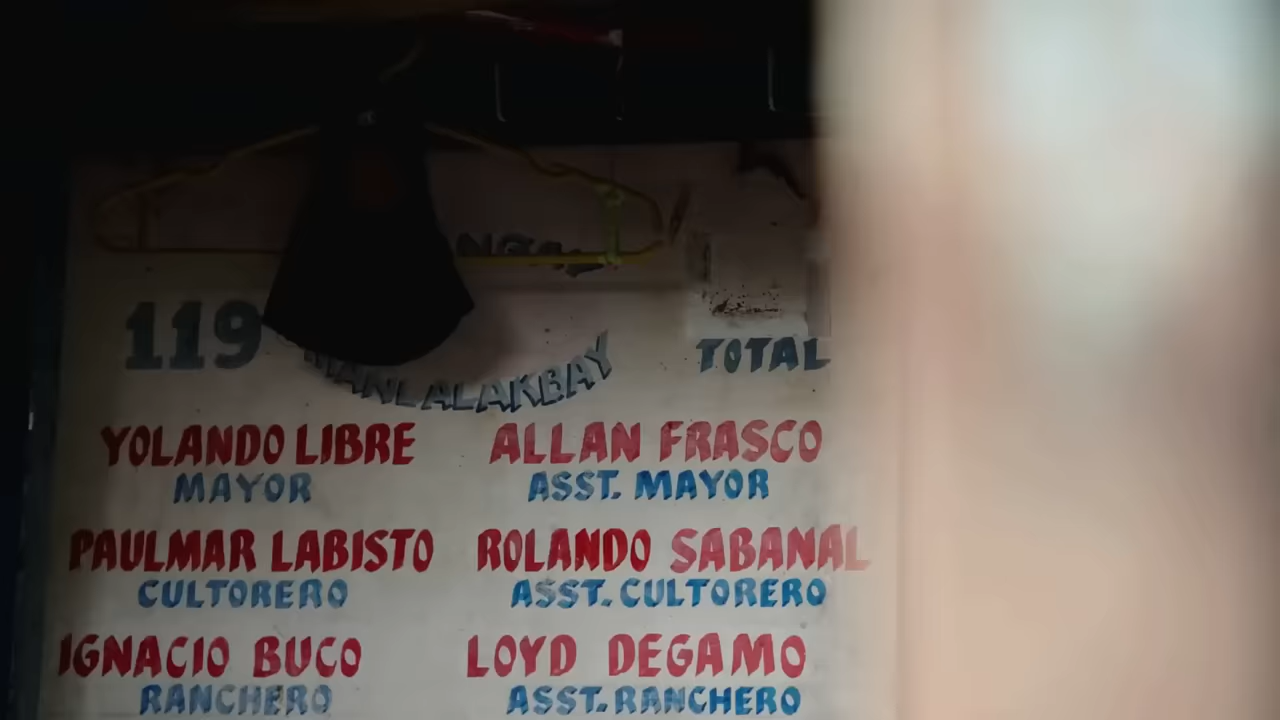 119
MANLALAKBAY
TOTAL
YOLANDO LIBRE
MAYOR
ALLAN FRASCO
ASST. MAYOR
PAULMAR LABISTO
CULTORERO
ROLANDO SABANAL
ASST. CULTORERO
IGNACIO BUCO
RANCHERO
LOYD DEGAMO
ASST. RANCHERO